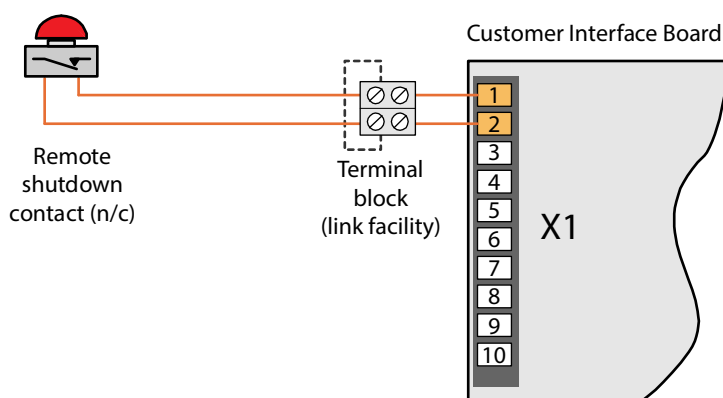 Customer Interface Board
Remote
shutdown
contact (n/c)
Terminal
block
(link facility)
1
2
3
4
5
6
7
8
9
10
X1